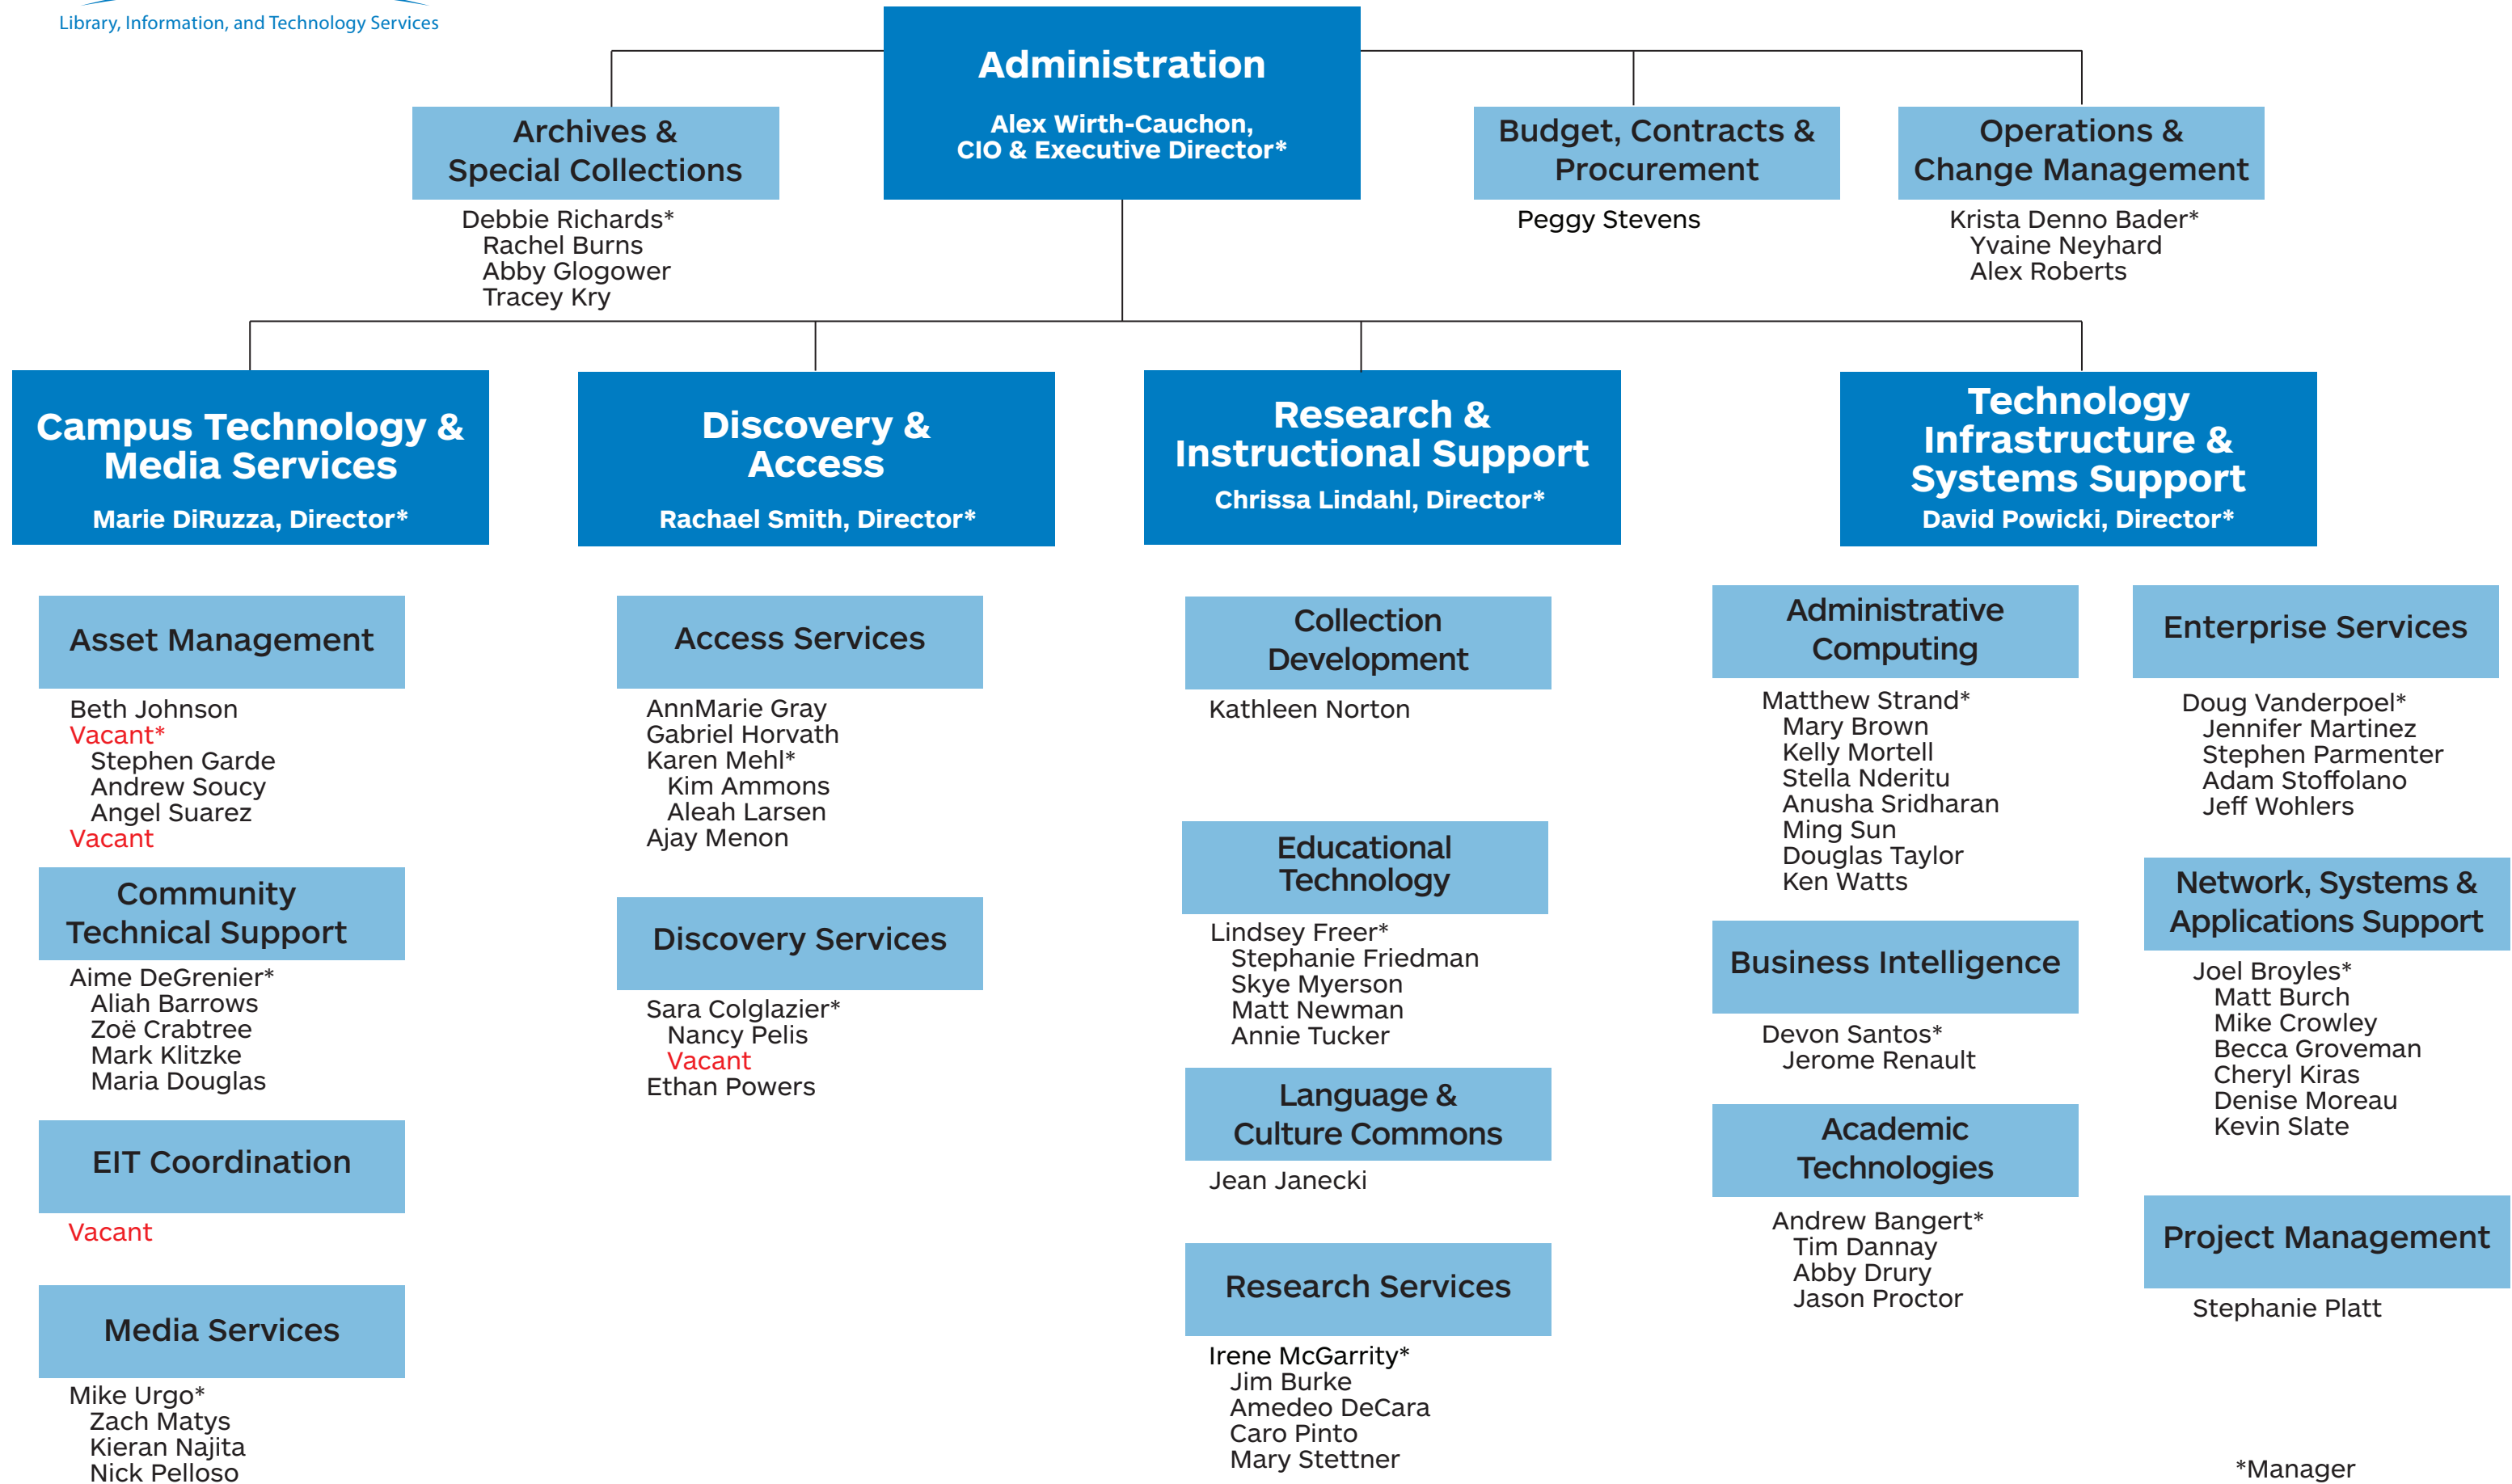 Library, Information, and Technology Services
Administration
Alex Wirth-Cauchon,
CIO & Executive Director*
Archives &
Special Collections
Debbie Richards*
Rachel Burns
Abby Glogower
Tracey Kry
Budget, Contracts &
Procurement
Peggy Stevens
Operations &
Change Management
Krista Denno Bader*
Yvaine Neyhard
Alex Roberts
Campus Technology &
Media Services
Marie DiRuzza, Director*
Asset Management
Beth Johnson
Vacant*
Stephen Garde
Andrew Soucy
Angel Suarez
Vacant
Community
Technical Support
Aime DeGrenier*
Aliah Barrows
Zoë Crabtree
Mark Klitzke
Maria Douglas
EIT Coordination
Vacant
Media Services
Mike Urgo*
Zach Matys
Kieran Najita
Nick Pelloso
Discovery &
Access
Rachael Smith, Director*
Access Services
AnnMarie Gray
Gabriel Horvath
Karen Mehl*
Kim Ammons
Aleah Larsen
Ajay Menon
Discovery Services
Sara Colglazier*
Nancy Pelis
Vacant
Ethan Powers
Research &
Instructional Support
Chrissa Lindahl, Director*
Collection
Development
Kathleen Norton
Educational
Technology
Lindsey Freer*
Stephanie Friedman
Skye Myerson
Matt Newman
Annie Tucker
Language &
Culture Commons
Jean Janecki
Research Services
Irene McGarrity*
Jim Burke
Amedeo DeCara
Caro Pinto
Mary Stettner
Technology
Infrastructure &
Systems Support
David Powicki, Director*
Administrative
Computing
Matthew Strand*
Mary Brown
Kelly Mortell
Stella Nderitu
Anusha Sridharan
Ming Sun
Douglas Taylor
Ken Watts
Business Intelligence
Devon Santos*
Jerome Renault
Academic
Technologies
Andrew Bangert*
Tim Dannay
Abby Drury
Jason Proctor
Enterprise Services
Doug Vanderpoel*
Jennifer Martinez
Stephen Parmenter
Adam Stoffolano
Jeff Wohlers
Network, Systems &
Applications Support
Joel Broyles*
Matt Burch
Mike Crowley
Becca Groveman
Cheryl Kiras
Denise Moreau
Kevin Slate
Project Management
Stephanie Platt
*Manager